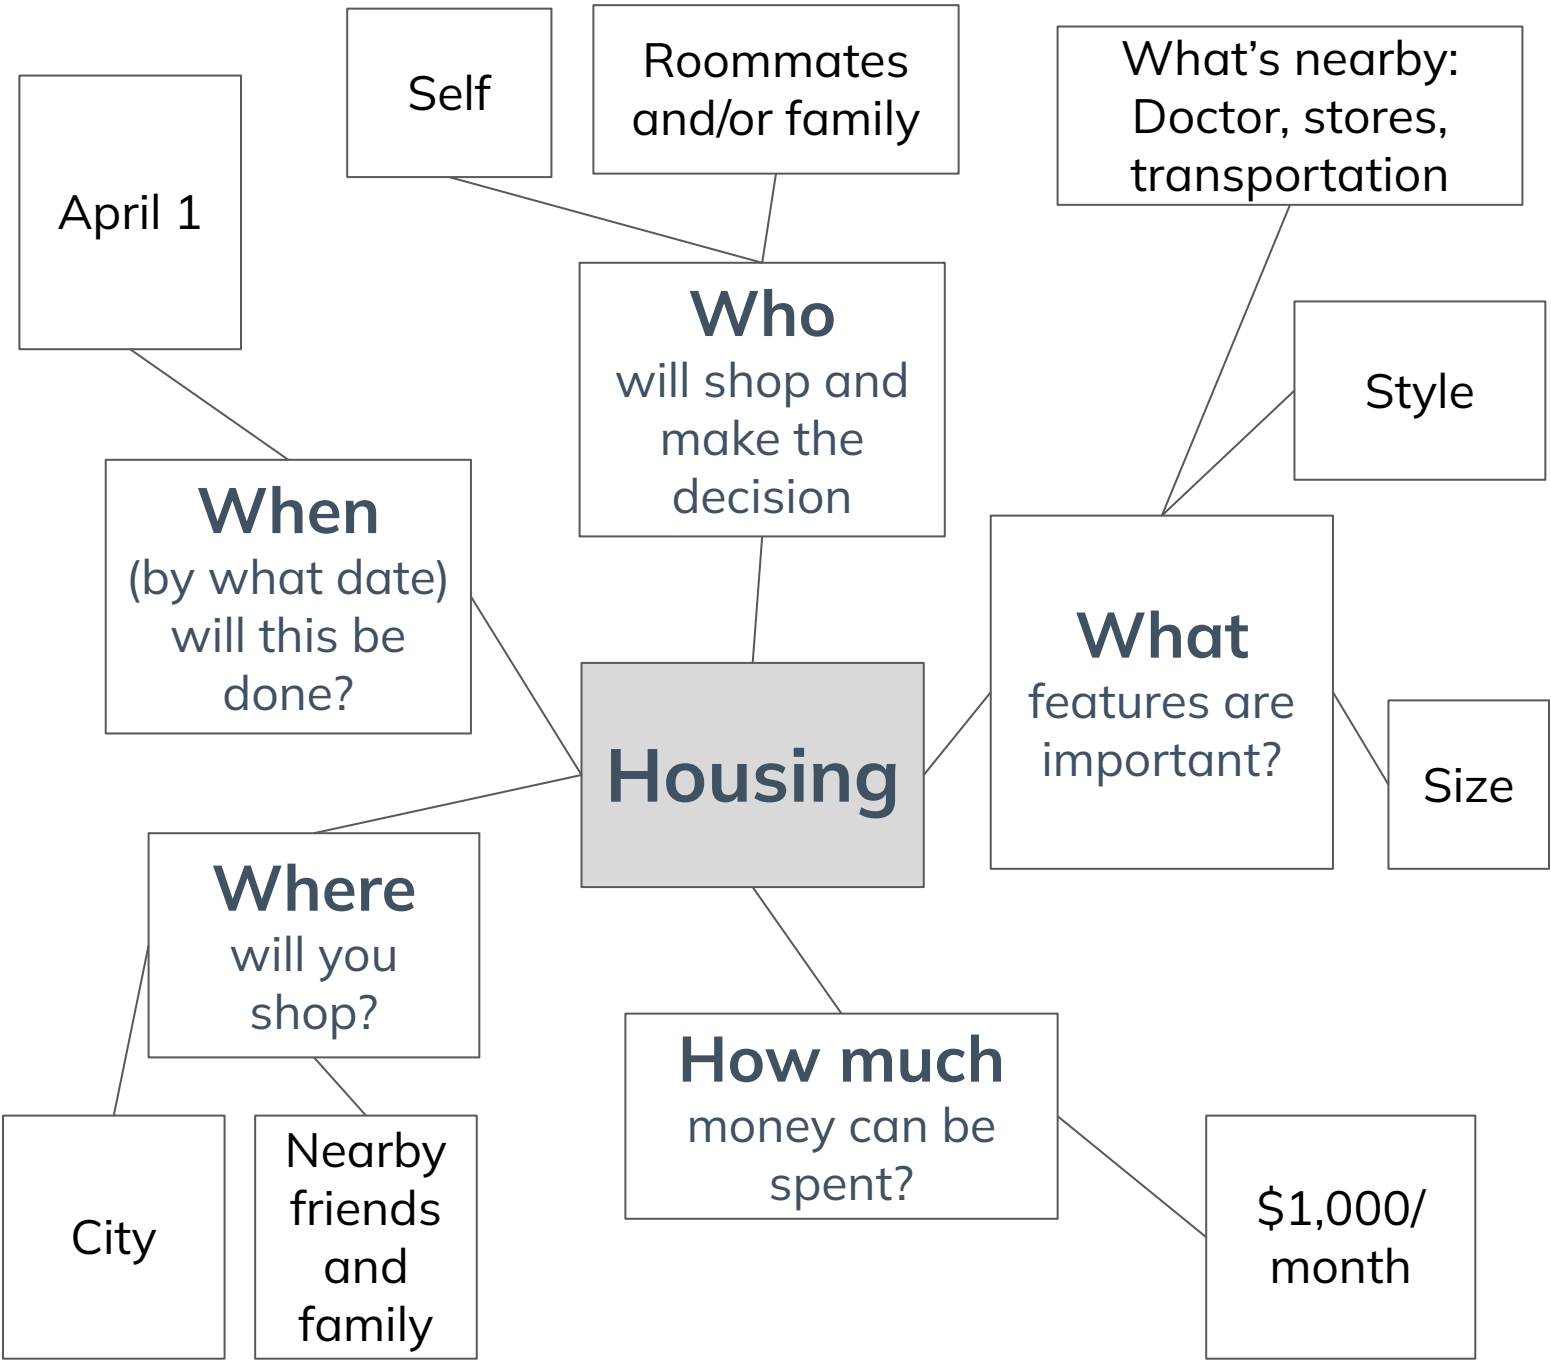 Self
Roommates
and/or family
What’s nearby:
Doctor, stores,
transportation
April 1
Who
will shop and
make the
decision
Style
When
(by what date)
will this be
done?
What
features are
important?
Housing
Size
Where
will you
shop?
How much
money can be
spent?
City
Nearby
friends
and
family
$1,000/
month